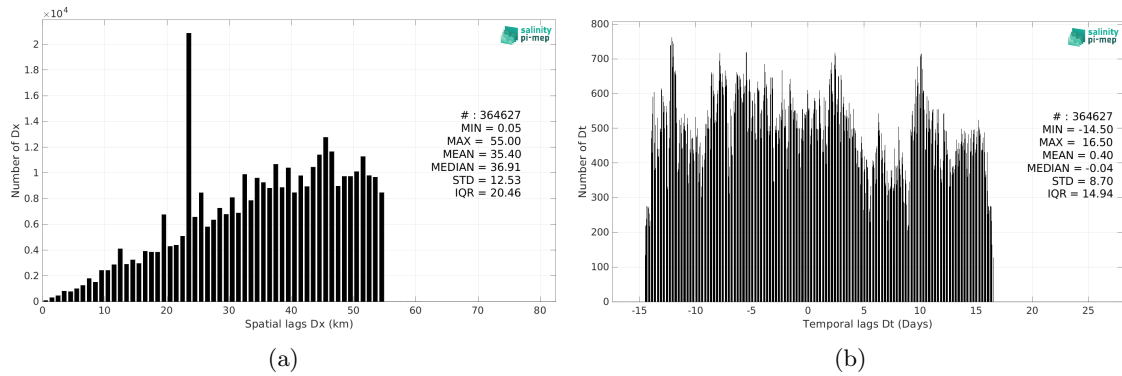 ×10⁴
2
1.8
1.6
1.4
1.2
1
0.8
0.6
0.4
0.2
0
Number of Dx
0 10 20 30 40 50 60 70 80
Spatial lags Dx (km)
salinity
pi-mep
# : 364627
MIN = 0.05
MAX = 55.00
MEAN = 35.40
MEDIAN = 36.91
STD = 12.53
IQR = 20.46
(a)
800
700
600
500
400
300
200
100
0
Number of Dt
-15 -10 -5 0 5 10 15 20 25
Temporal lags Dt (Days)
salinity
pi-mep
# : 364627
MIN = -14.50
MAX = 16.50
MEAN = 0.40
MEDIAN = -0.04
STD = 8.70
IQR = 14.94
(b)